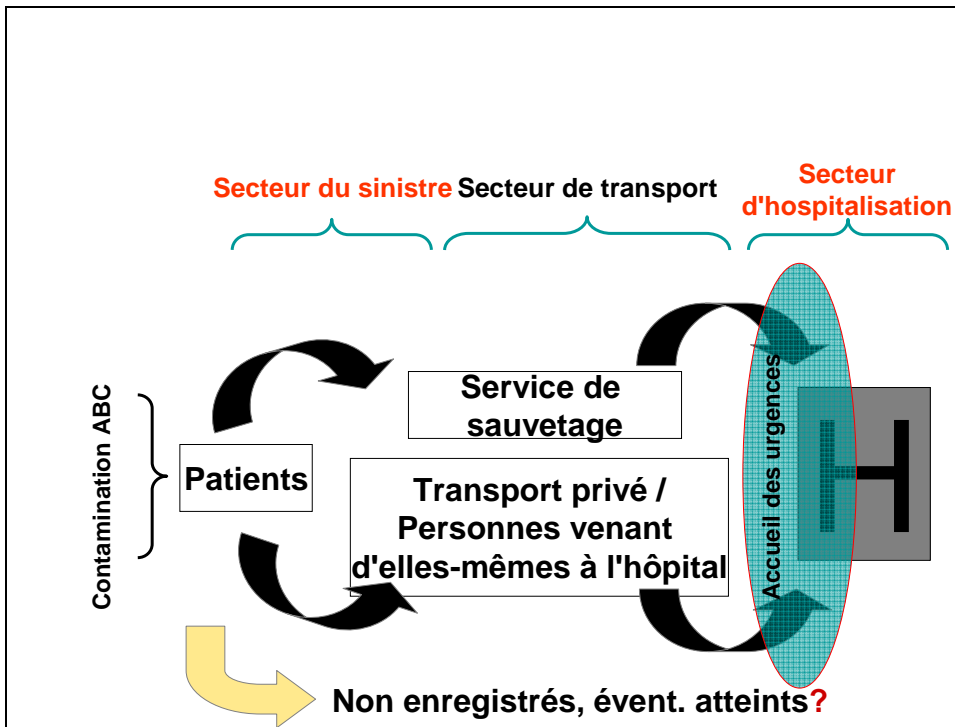 Secteur du sinistre
Secteur de transport
Secteur
d'hospitalisation
Contamination ABC
Patients
Service de
sauvetage
Transport privé /
Personnes venant
d'elles-mêmes à l'hôpital
Accueil des urgences
H
Non enregistrés, évent. atteints?